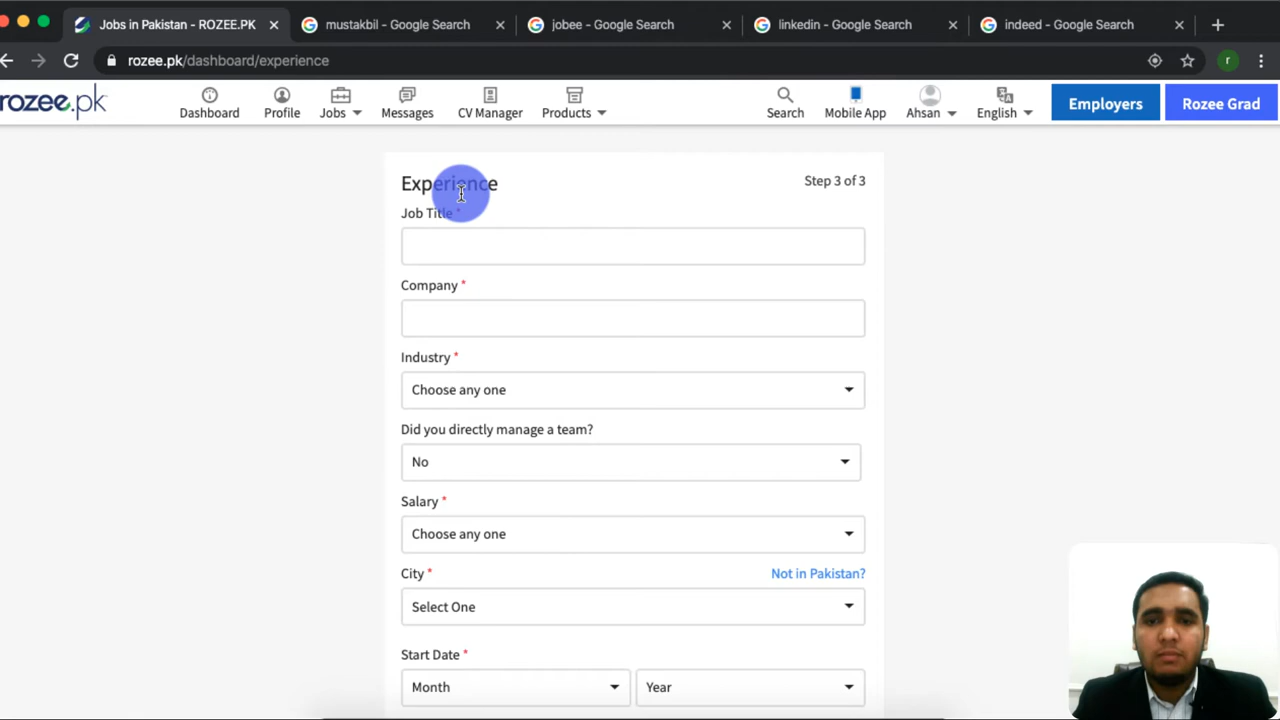 Jobs in Pakistan - ROZEE.PK
mustakbil - Google Search
jobee - Google Search
linkedin - Google Search
indeed - Google Search
rozee.pk/dashboard/experience
r
rozee.pk
Dashboard
Profile
Jobs
Messages
CV Manager
Products
Search
Mobile App
Ahsan
English
Employers
Rozee Grad
Experience
Step 3 of 3
Job Title *
Company *
Industry *
Choose any one
Did you directly manage a team?
No
Salary *
Choose any one
City *
Not in Pakistan?
Select One
Start Date *
Month
Year